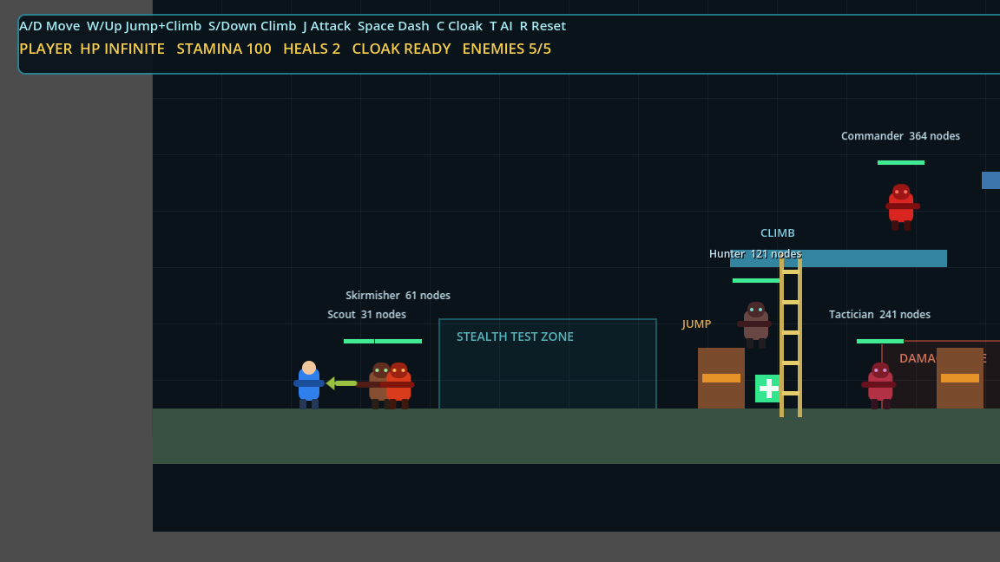 A/D Move  W/Up Jump+Climb  S/Down Climb  J Attack  Space Dash  C Cloak  T AI  R Reset
PLAYER  HP INFINITE   STAMINA 100   HEALS 2   CLOAK READY   ENEMIES 5/5
Commander  364 nodes
CLIMB
Hunter  121 nodes
Skirmisher  61 nodes
Scout  31 nodes
Tactician  241 nodes
JUMP
STEALTH TEST ZONE